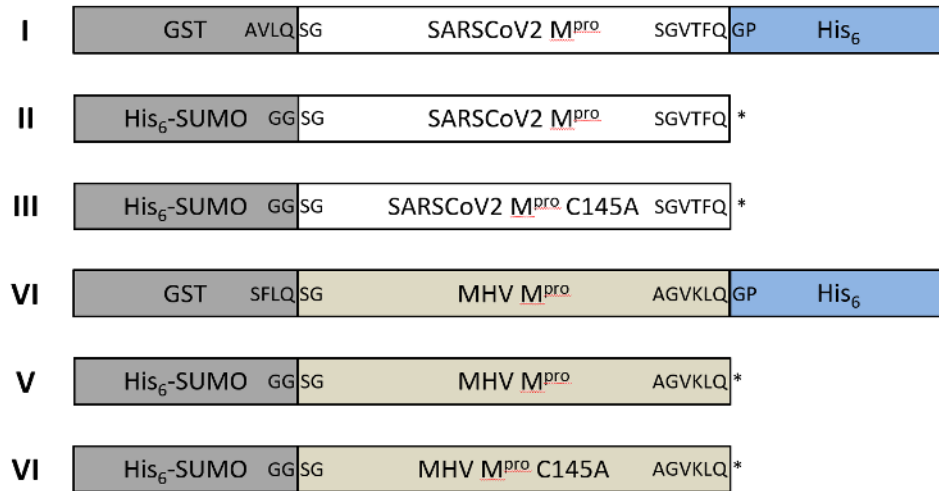 I GST AVLQ SG SARSCoV2 Mᵖʳᵒ SGVTFQ GP His₆
II His₆-SUMO GG SG SARSCoV2 Mᵖʳᵒ SGVTFQ *
III His₆-SUMO GG SG SARSCoV2 Mᵖʳᵒ C145A SGVTFQ *
VI GST SFLQ SG MHV Mᵖʳᵒ AGVKLQ GP His₆
V His₆-SUMO GG SG MHV Mᵖʳᵒ AGVKLQ *
VI His₆-SUMO GG SG MHV Mᵖʳᵒ C145A AGVKLQ *